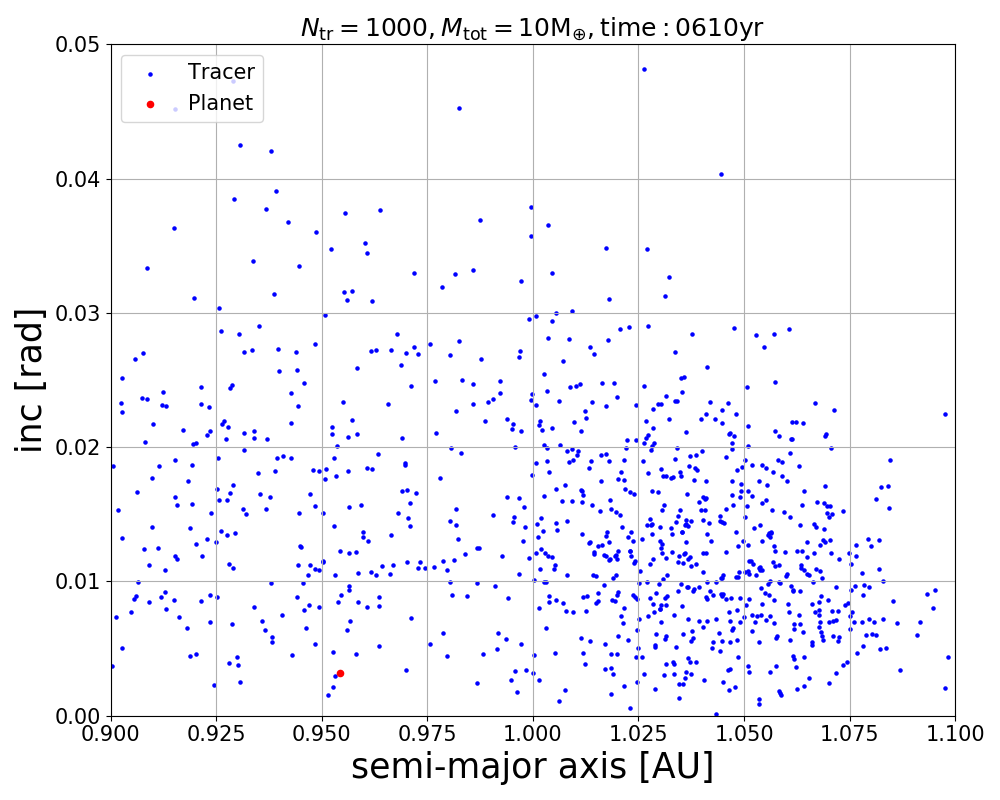 N_tr = 1000, M_tot = 10M_⊕, time : 0610yr
Tracer
Planet
0.05
0.04
0.03
0.02
0.01
0.00
inc [rad]
0.900 0.925 0.950 0.975 1.000 1.025 1.050 1.075 1.100
semi-major axis [AU]